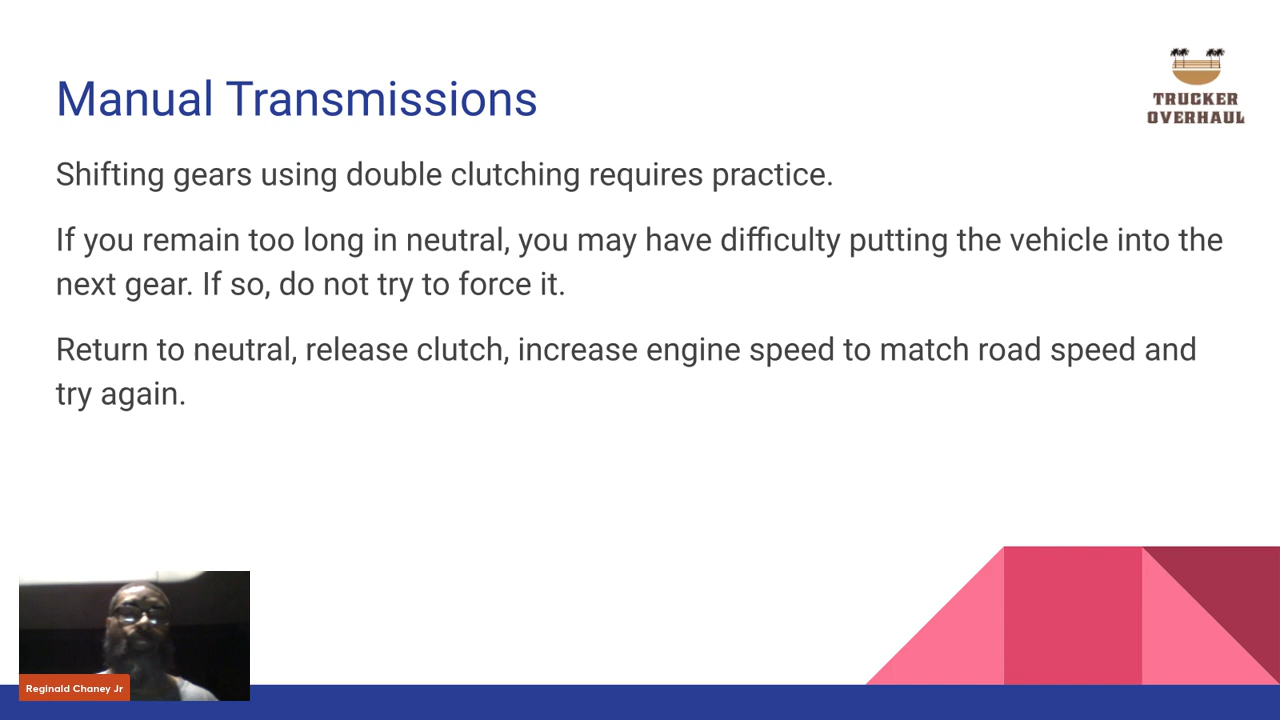 Manual Transmissions
TRUCKER
OVERHAUL
Shifting gears using double clutching requires practice.
If you remain too long in neutral, you may have difficulty putting the vehicle into the
next gear. If so, do not try to force it.
Return to neutral, release clutch, increase engine speed to match road speed and
try again.
Reginald Chaney Jr